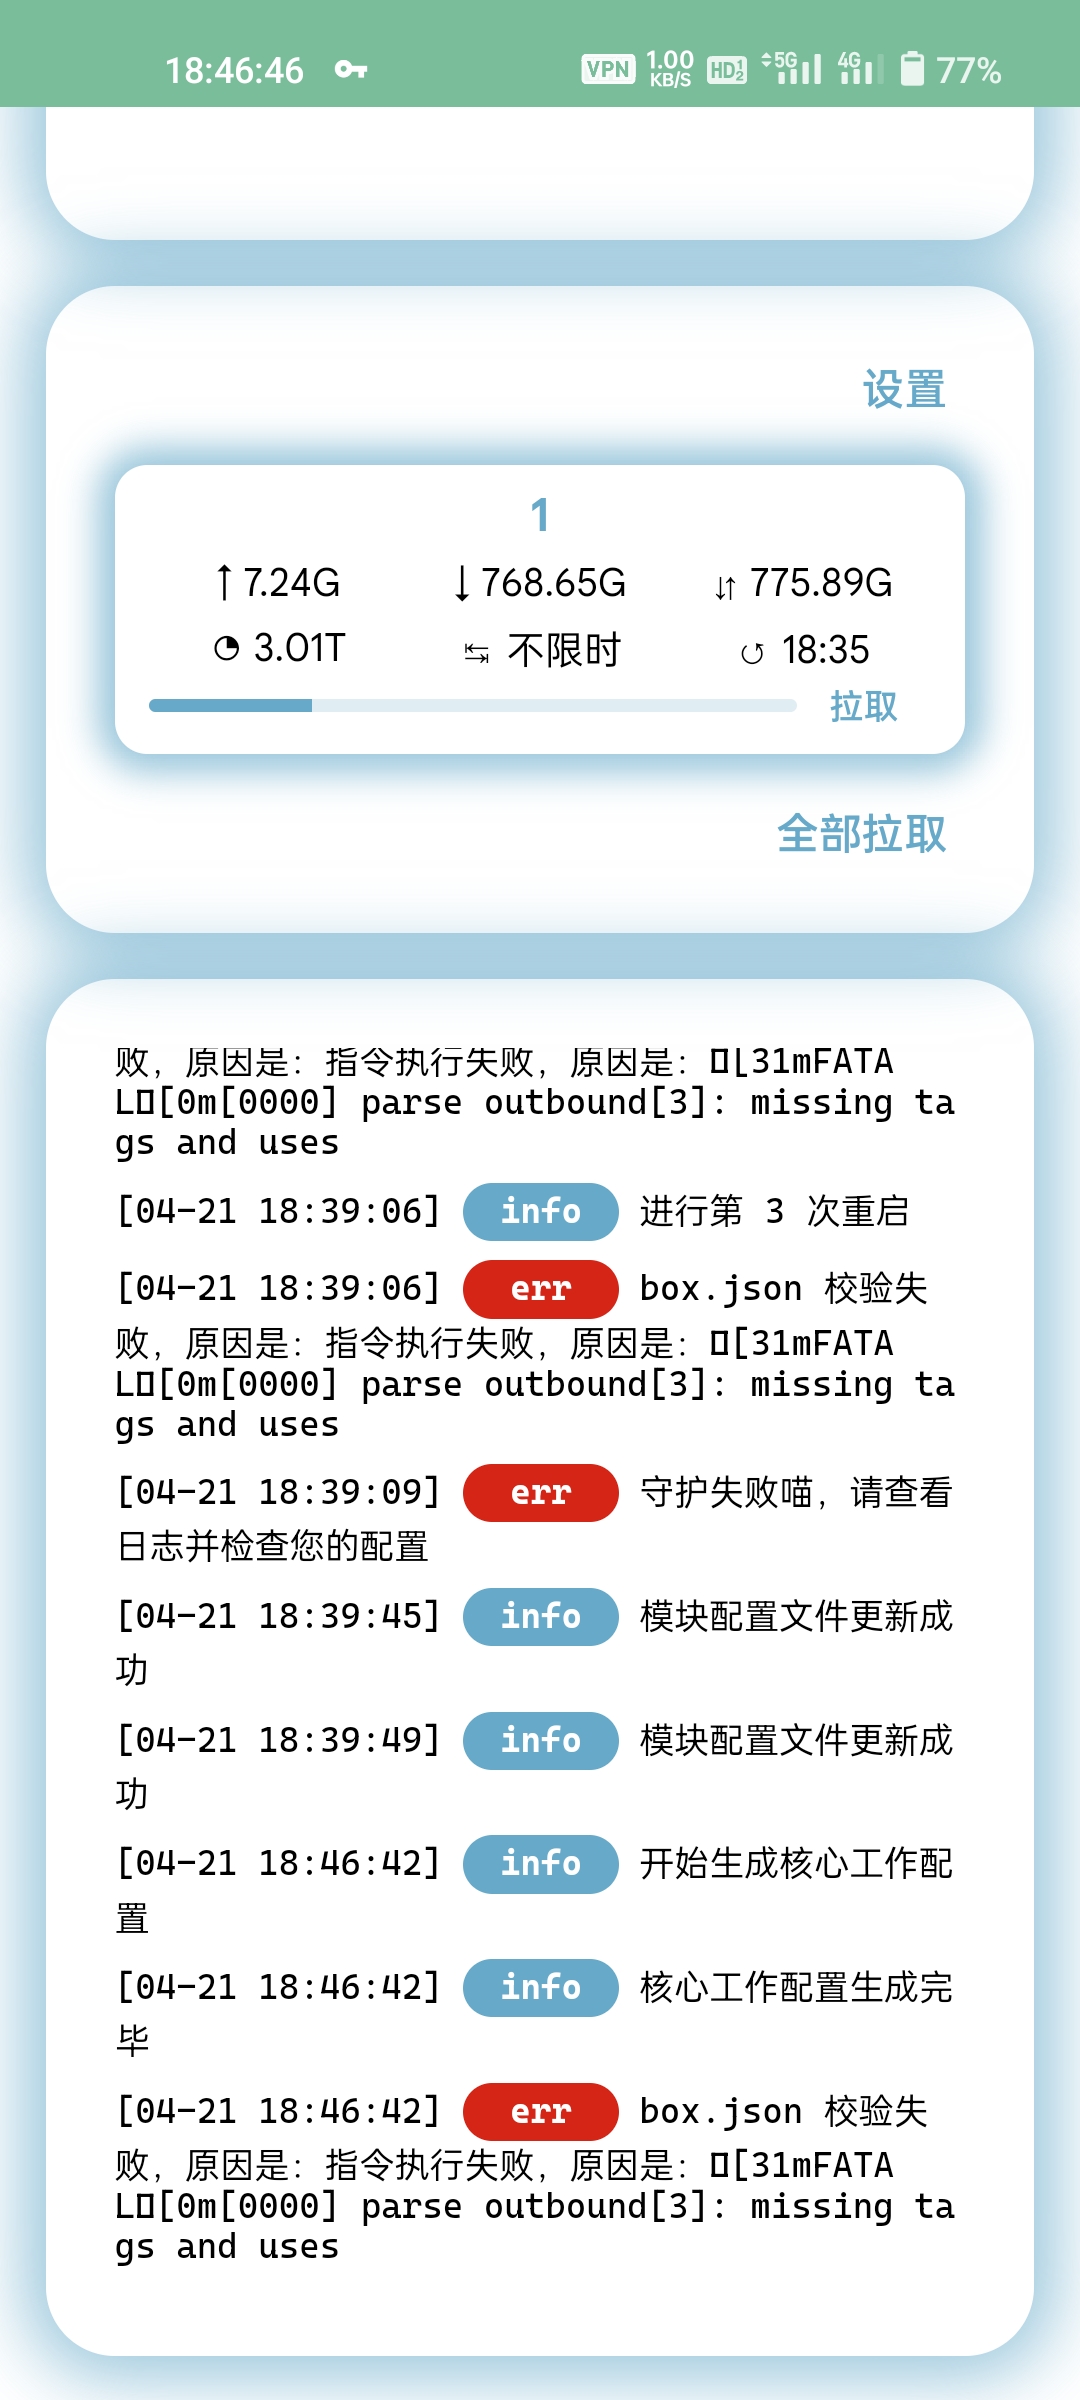 18:46:46 VPN 1.00 KB/S HD 1 2 5G 4G 77%
设置
1
↑ 7.24G ↓ 768.65G ↓↑ 775.89G
3.01T 不限时 18:35
拉取
全部拉取
败，原因是：指令执行失败，原因是：▯[31mFATA
L▯[0m[0000] parse outbound[3]: missing ta
gs and uses
[04-21 18:39:06] info 进行第 3 次重启
[04-21 18:39:06] err box.json 校验失
败，原因是：指令执行失败，原因是：▯[31mFATA
L▯[0m[0000] parse outbound[3]: missing ta
gs and uses
[04-21 18:39:09] err 守护失败喵，请查看
日志并检查您的配置
[04-21 18:39:45] info 模块配置文件更新成
功
[04-21 18:39:49] info 模块配置文件更新成
功
[04-21 18:46:42] info 开始生成核心工作配
置
[04-21 18:46:42] info 核心工作配置生成完
毕
[04-21 18:46:42] err box.json 校验失
败，原因是：指令执行失败，原因是：▯[31mFATA
L▯[0m[0000] parse outbound[3]: missing ta
gs and uses